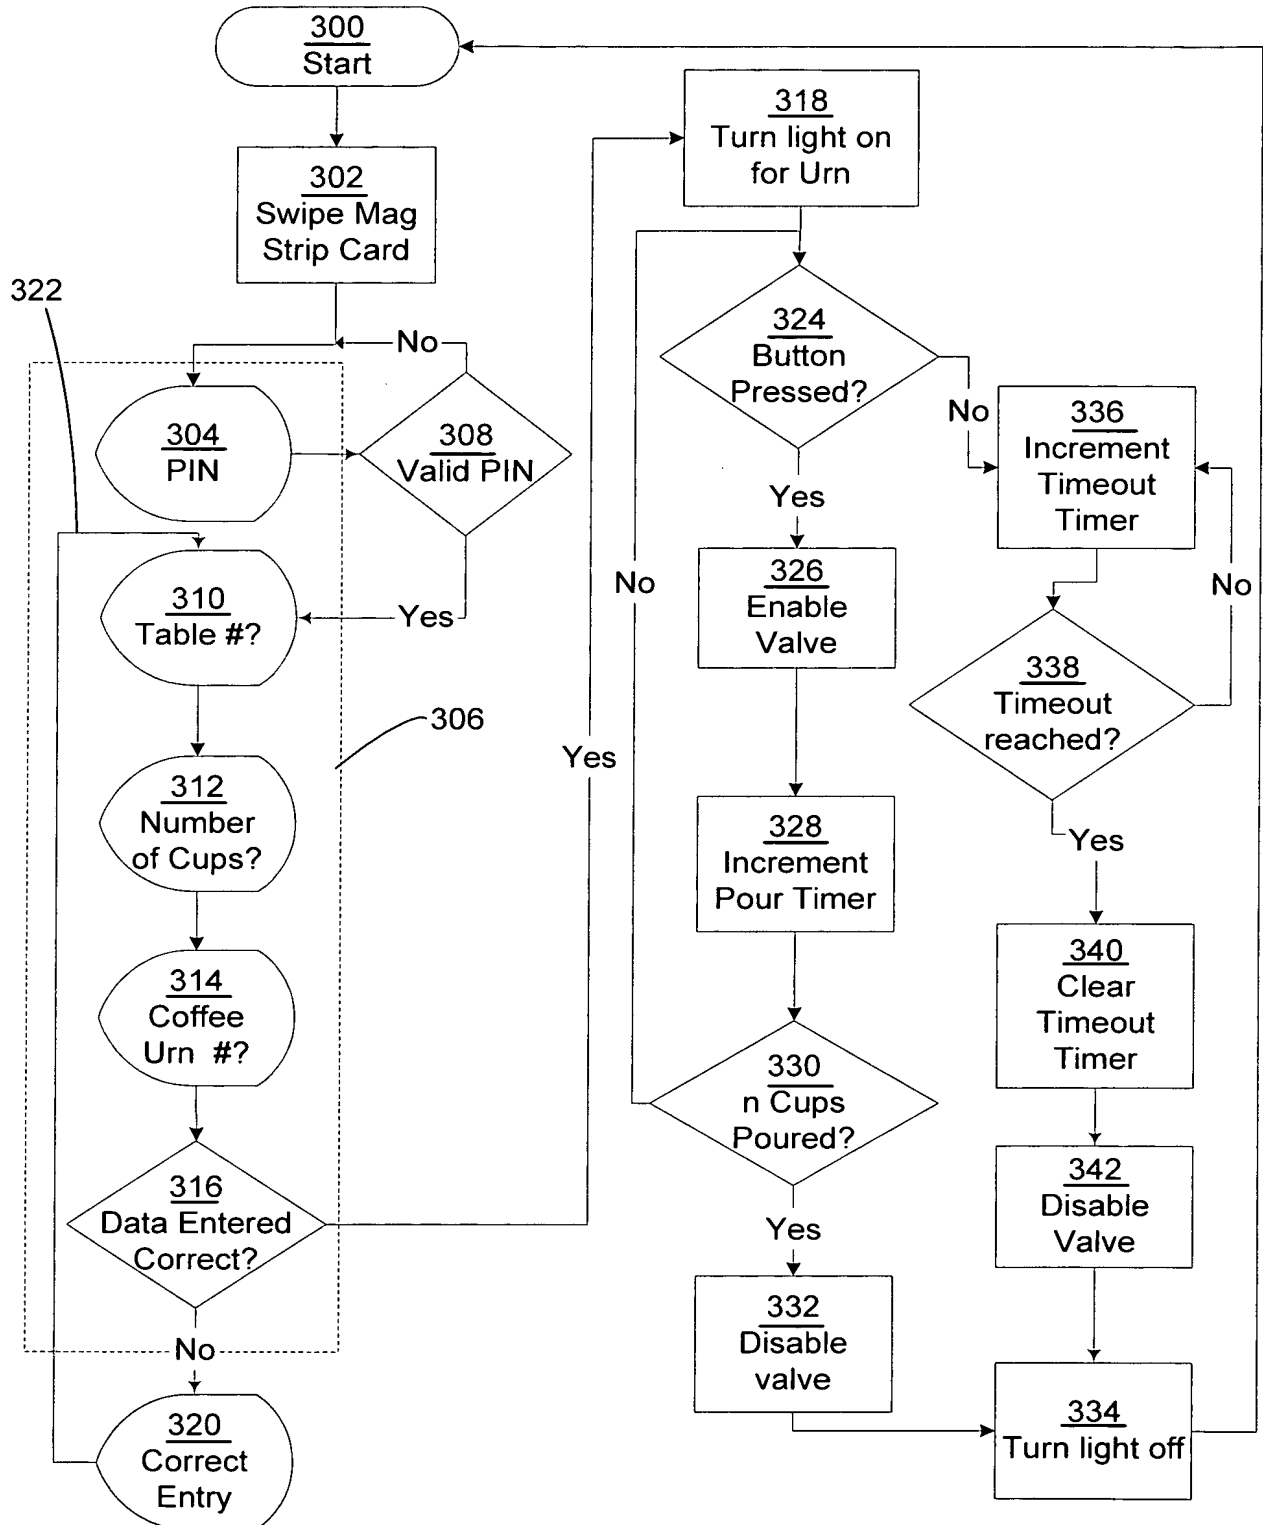 300
Start
302
Swipe Mag
Strip Card
322
No
304
PIN
308
Valid PIN
310
Table #?
Yes
306
312
Number
of Cups?
314
Coffee
Urn #?
316
Data Entered
Correct?
No
320
Correct
Entry
Yes
318
Turn light on
for Urn
324
Button
Pressed?
No
Yes
326
Enable
Valve
No
328
Increment
Pour Timer
330
n Cups
Poured?
Yes
332
Disable
valve
336
Increment
Timeout
Timer
No
338
Timeout
reached?
Yes
340
Clear
Timeout
Timer
342
Disable
Valve
334
Turn light off